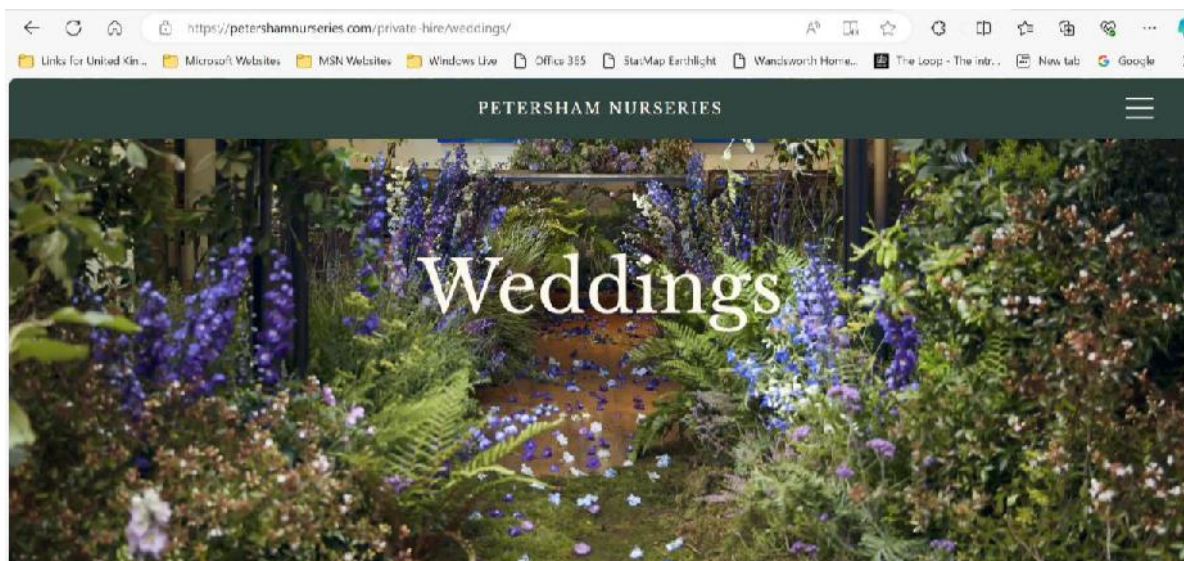 https://petershamnurseries.com/private-hire/weddings/
Links for United Kin... Microsoft Websites MSN Websites Windows Live Office 365 StatMap Earthlight Wandsworth Home... The Loop - The intr... New tab Google
PETERSHAM NURSERIES
Weddings